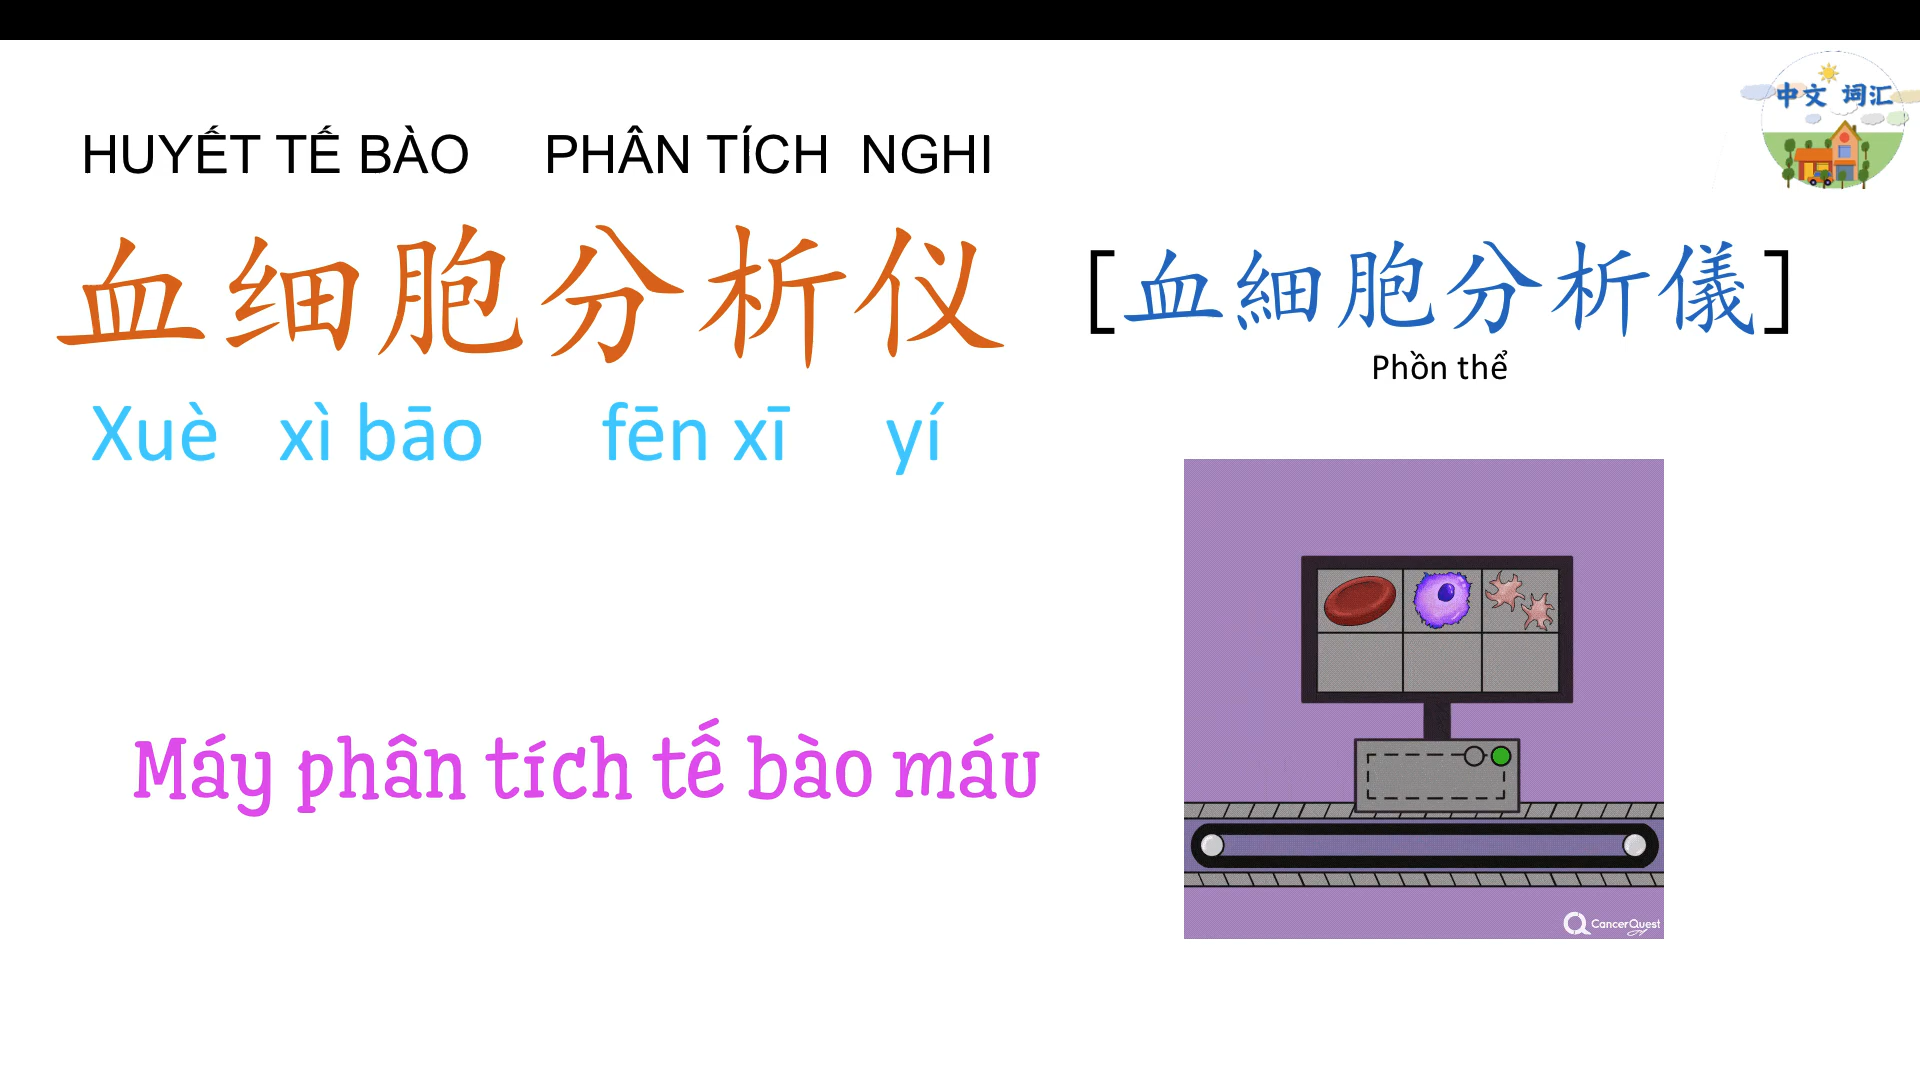 中文 词汇
HUYẾT TẾ BÀO PHÂN TÍCH NGHI
血细胞分析仪
[血細胞分析儀]
Phồn thể
Xuè xì bāo fēn xī yí
Máy phân tích tế bào máu
CancerQuest